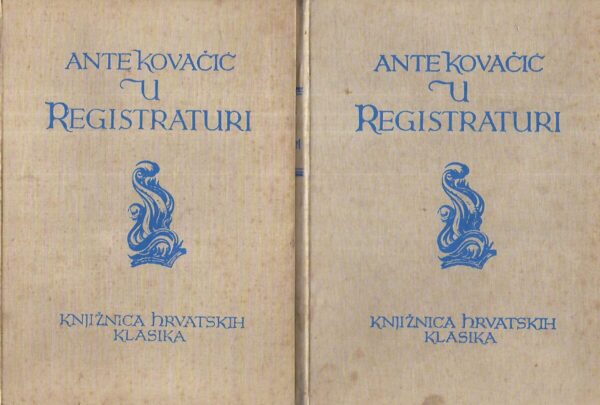 ANTE KOVAČIĆ
U
REGISTRATURI
KNJIŽNICA HRVATSKIH
KLASIKA
ANTE KOVAČIĆ
U
REGISTRATURI
KNJIŽNICA HRVATSKIH
KLASIKA